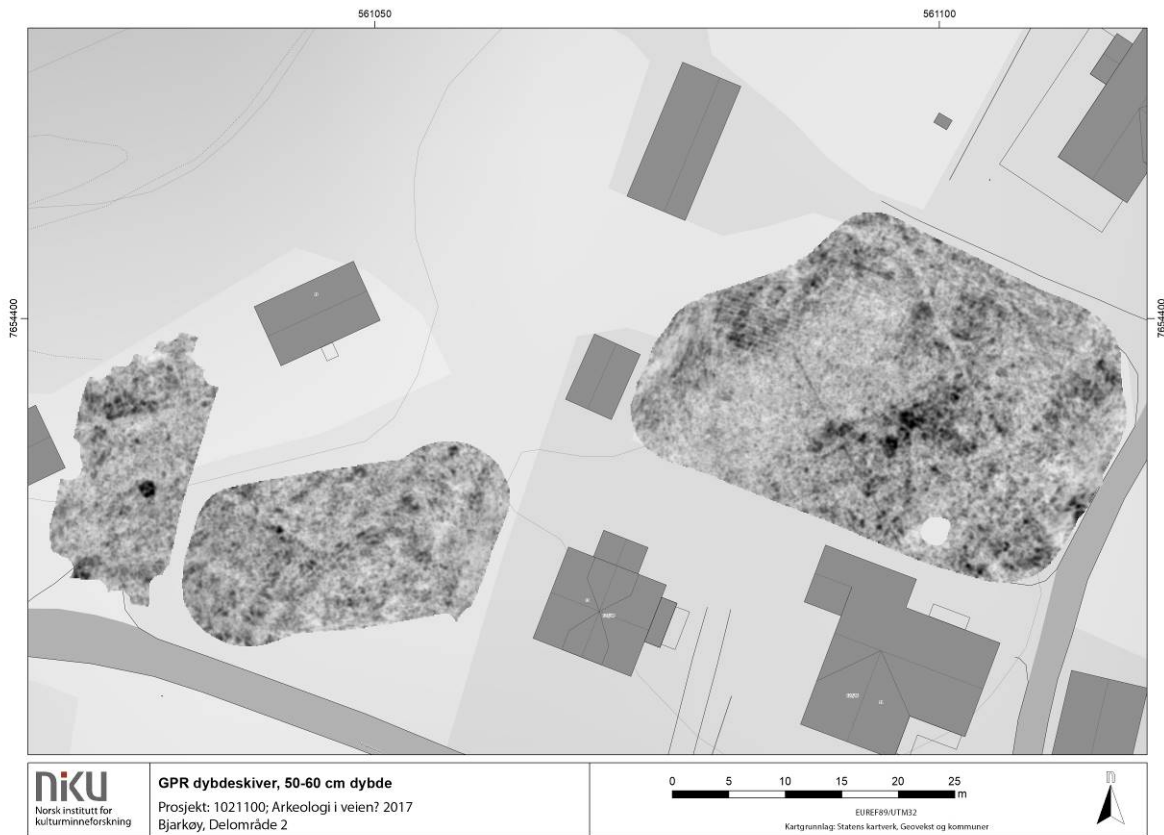 561050
561100
7654400
7654400
niku
Norsk institutt for
kulturminneforskning
GPR dybdeskiver, 50-60 cm dybde
Prosjekt: 1021100; Arkeologi i veien? 2017
Bjarkøy, Delområde 2
0 5 10 15 20 25
m
EUREF89/UTM32
Kartgrunnlag: Statens kartverk, Geovekst og kommuner
n